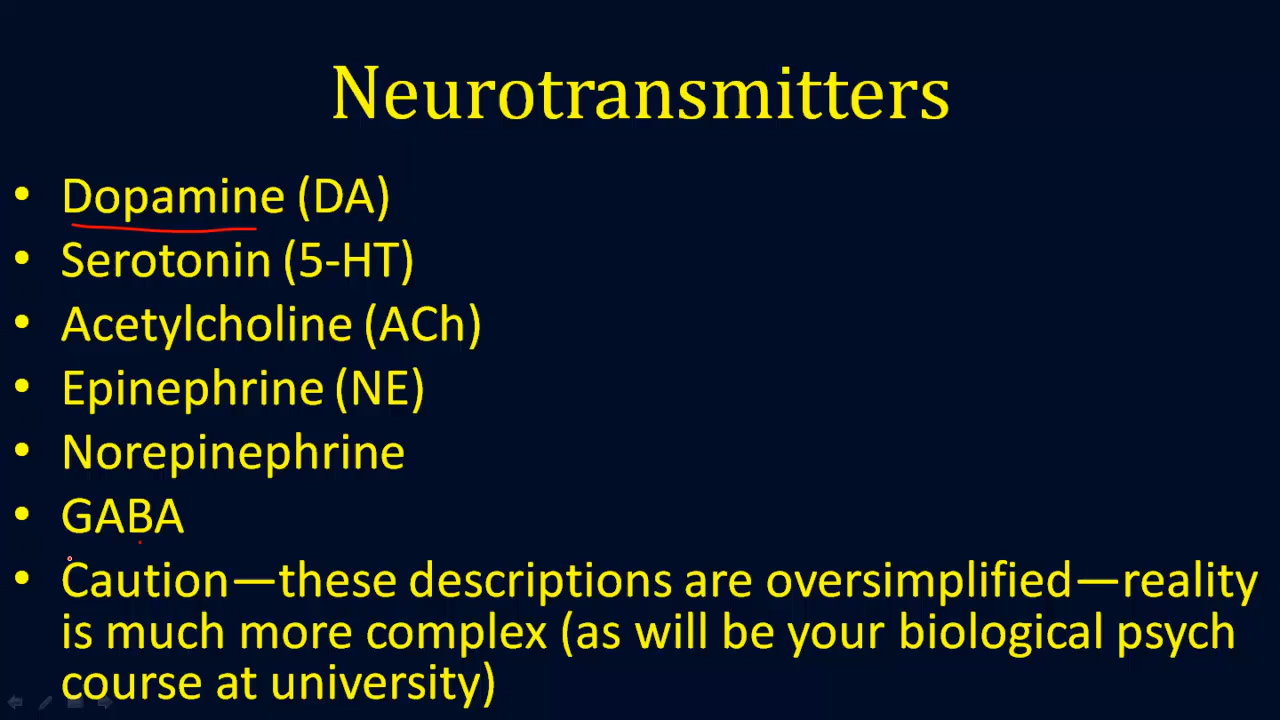 Neurotransmitters
• Dopamine (DA)
• Serotonin (5-HT)
• Acetylcholine (ACh)
• Epinephrine (NE)
• Norepinephrine
• GABA
• Caution—these descriptions are oversimplified—reality
is much more complex (as will be your biological psych
course at university)